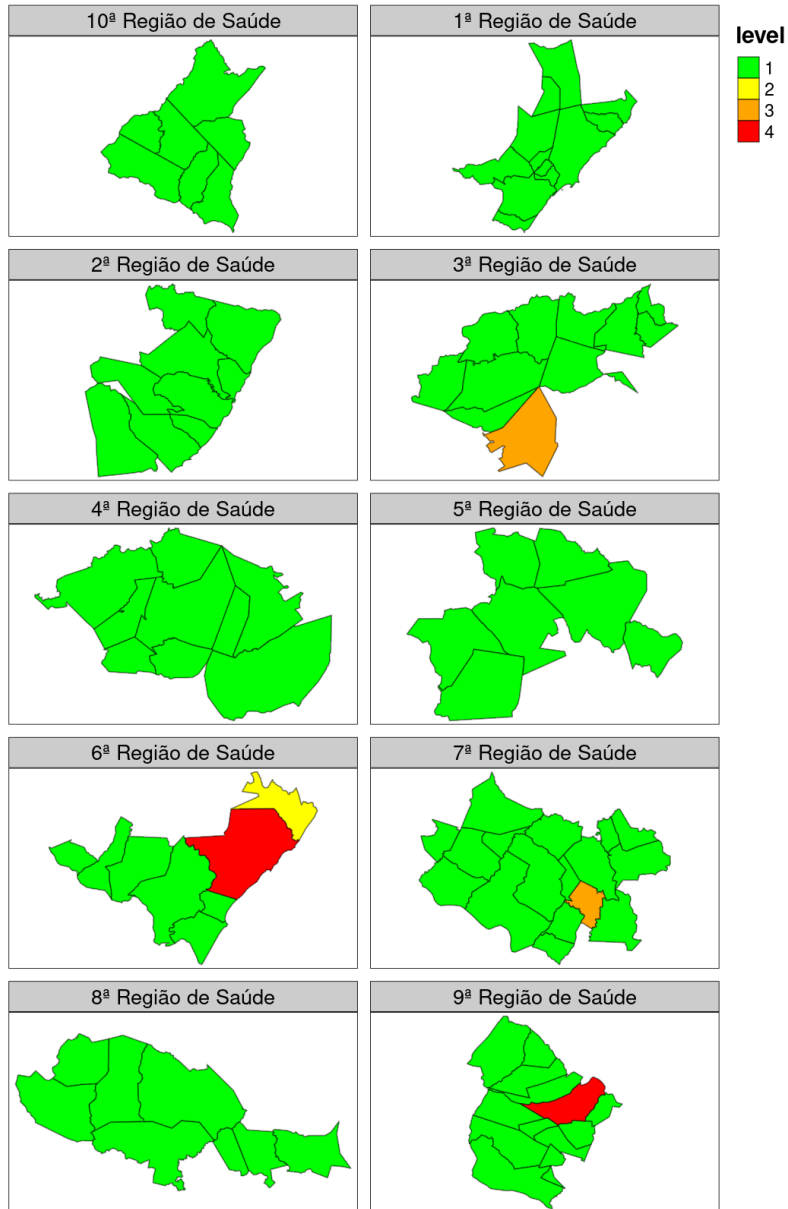 10ª Região de Saúde
1ª Região de Saúde
level
1
2
3
4
2ª Região de Saúde
3ª Região de Saúde
4ª Região de Saúde
5ª Região de Saúde
6ª Região de Saúde
7ª Região de Saúde
8ª Região de Saúde
9ª Região de Saúde